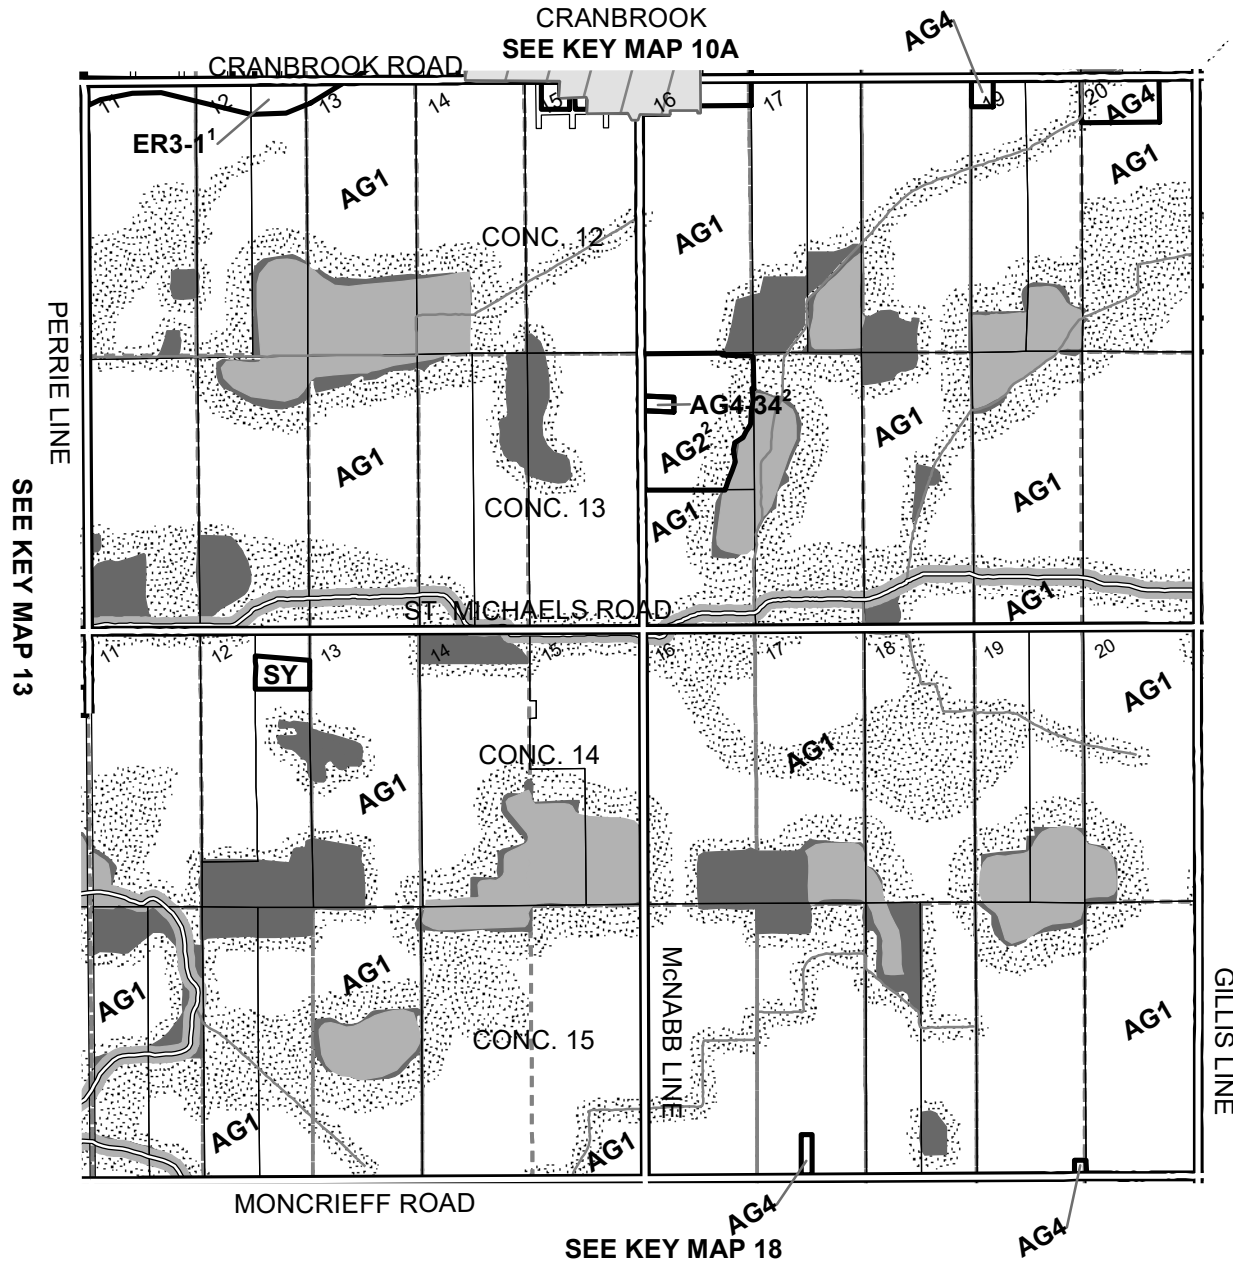 CRANBROOK
SEE KEY MAP 10A
AG4
CRANBROOK ROAD
11
12
13
14
15
16
17
19
20
AG4
ER3-1¹
AG1
AG1
AG1
CONC. 12
PERRIE LINE
AG4-34²
AG2²
AG1
AG1
AG1
AG1
CONC. 13
SEE KEY MAP 13
ST. MICHAELS ROAD
AG1
11
12
13
14
15
16
17
18
19
20
SY
AG1
AG1
CONC. 14
AG1
AG1
AG1
CONC. 15
McNABB LINE
AG1
GILLIS LINE
AG1
AG1
MONCRIEFF ROAD
AG4
AG4
SEE KEY MAP 18